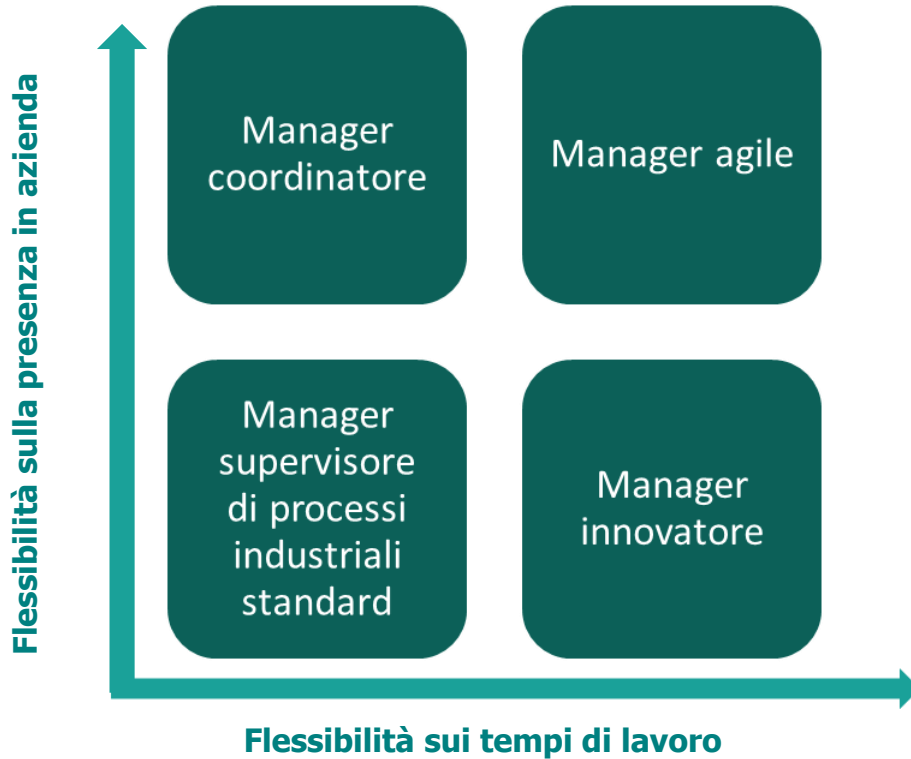 Flessibilità sulla presenza in azienda
Manager
coordinatore
Manager agile
Manager
supervisore
di processi
industriali
standard
Manager
innovatore
Flessibilità sui tempi di lavoro